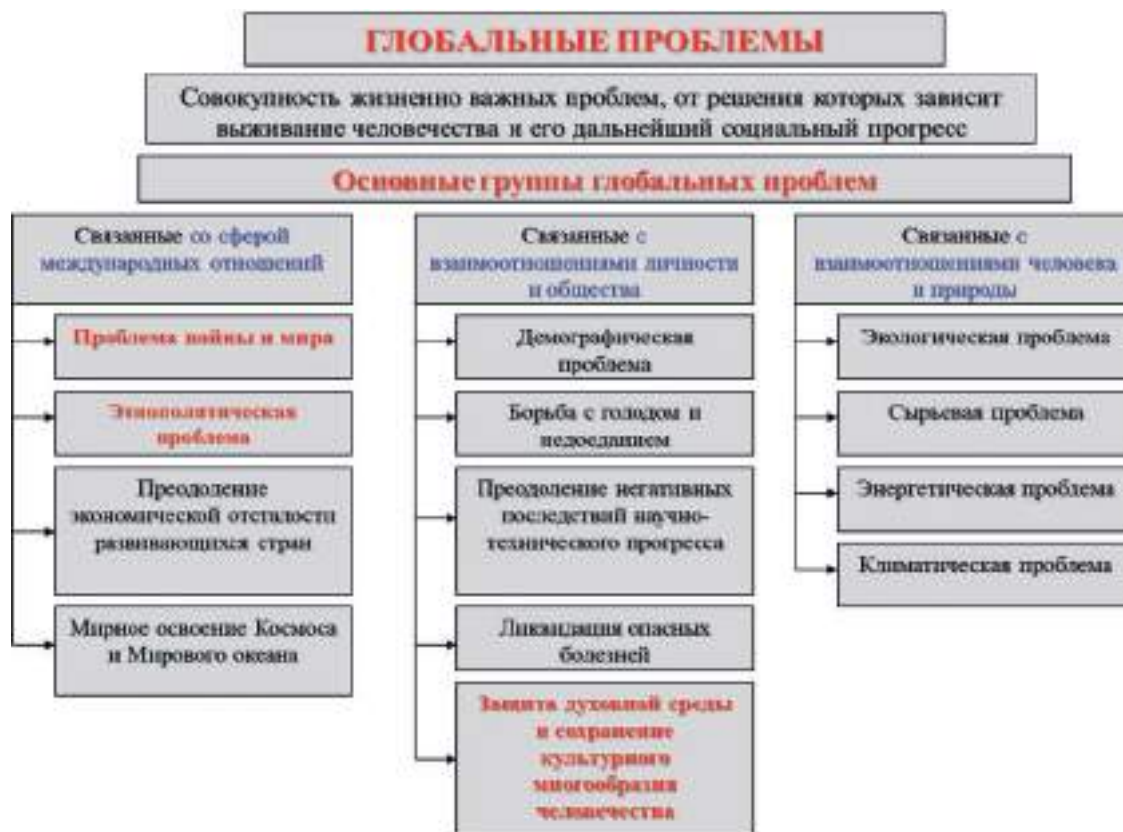 ГЛОБАЛЬНЫЕ ПРОБЛЕМЫ
Совокупность жизненно важных проблем, от решения которых зависит
выживание человечества и его дальнейший социальный прогресс
Основные группы глобальных проблем
Связанные со сферой
международных отношений
Проблема войны и мира
Этнополитическая
проблема
Преодоление
экономической отсталости
развивающихся стран
Мирное освоение Космоса
и Мирового океана
Связанные с
взаимоотношениями личности
и общества
Демографическая
проблема
Борьба с голодом и
недоеданием
Преодоление негативных
последствий научно-
технического прогресса
Ликвидация опасных
болезней
Защита духовной среды
и сохранение
культурного
многообразия
человечества
Связанные с
взаимоотношениями человека
и природы
Экологическая проблема
Сырьевая проблема
Энергетическая проблема
Климатическая проблема